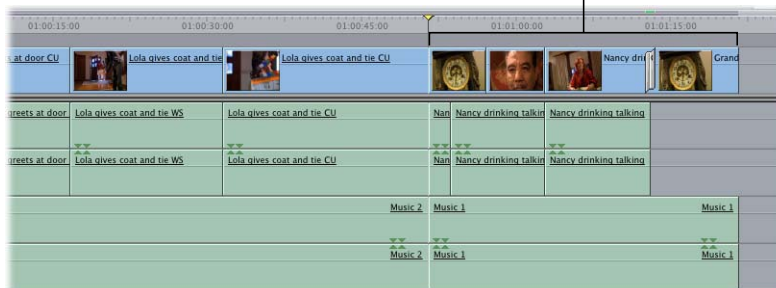 01:00:15:00 01:00:30:00 01:00:45:00 01:01:00:00 01:01:15:00
s at door CU Lola gives coat and tie Lola gives coat and tie CU Nancy dri Grand
greets at door Lola gives coat and tie WS Lola gives coat and tie CU Nan Nancy drinking talkin Nancy drinking talking
greets at door Lola gives coat and tie WS Lola gives coat and tie CU Nan Nancy drinking talkin Nancy drinking talking
Music 2 Music 1 Music 1
Music 2 Music 1 Music 1